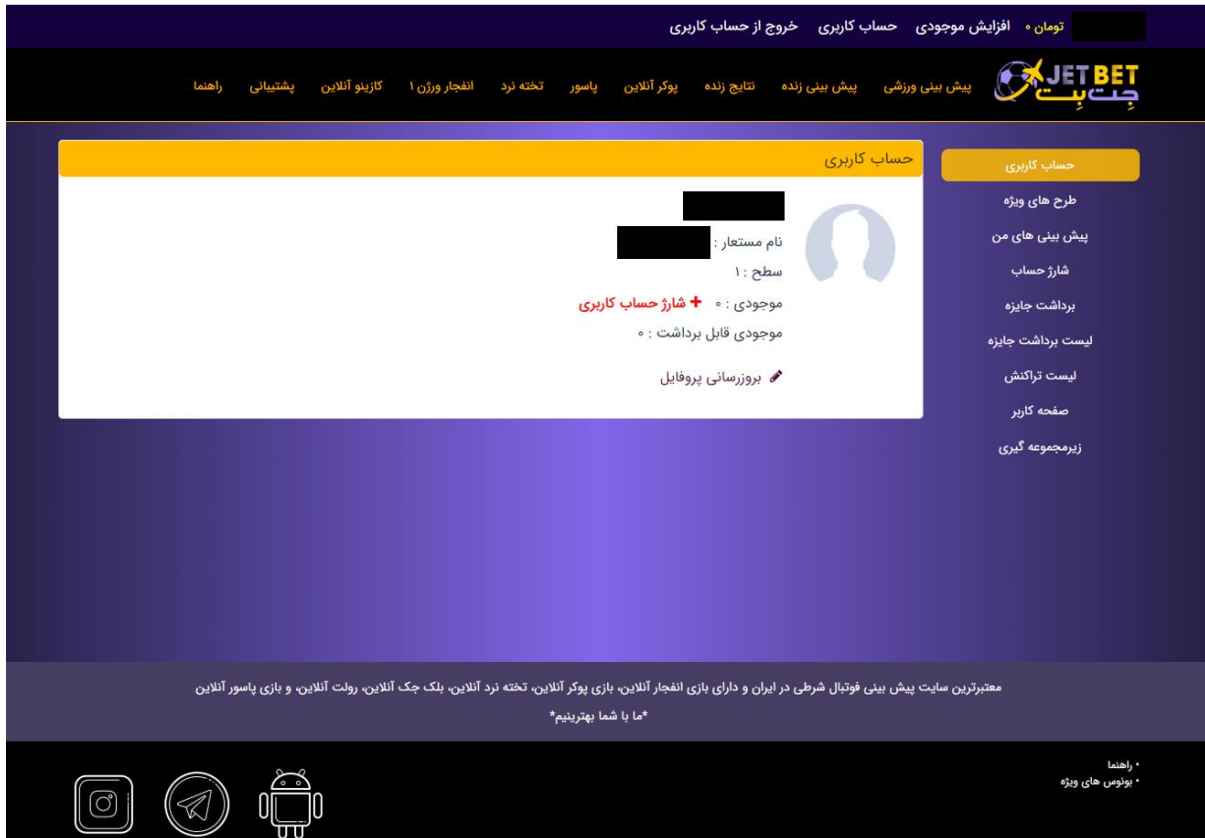 تومان ۰ افزایش موجودی حساب کاربری خروج از حساب کاربری
JETBET
جت بت
پیش بینی ورزشی پیش بینی زنده نتایج زنده پوکر آنلاین پاسور تخته نرد انفجار ورژن ۱ کازینو آنلاین پشتیبانی راهنما
حساب کاربری
طرح های ویژه
پیش بینی های من
شارژ حساب
برداشت جایزه
لیست برداشت جایزه
لیست تراکنش
صفحه کاربر
زیرمجموعه گیری
حساب کاربری
نام مستعار :
سطح : ۱
موجودی : ۰ + شارژ حساب کاربری
موجودی قابل برداشت : ۰
بروزرسانی پروفایل
معتبرترین سایت پیش بینی فوتبال شرطی در ایران و دارای بازی انفجار آنلاین، بازی پوکر آنلاین، تخته نرد آنلاین، بلک جک آنلاین، رولت آنلاین، و بازی پاسور آنلاین
*ما با شما بهترینیم*
• راهنما
• بونوس های ویژه